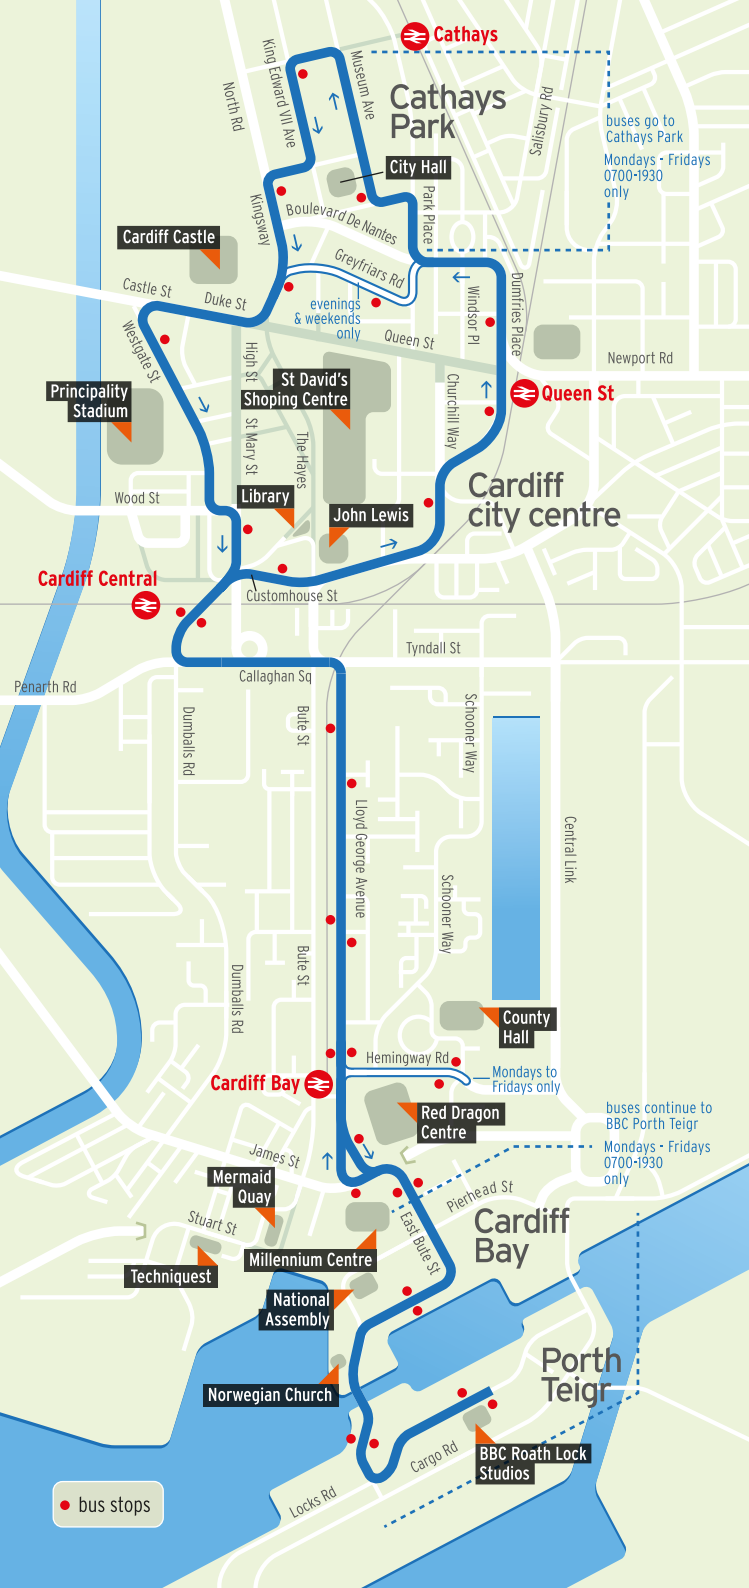 Cathays
King Edward VII Ave
Museum Ave
North Rd
Cathays
Park
Salisbury Rd
buses go to
Cathays Park
Mondays - Fridays
0700-1930
only
City Hall
Kingsway
Boulevard De Nantes
Park Place
Cardiff Castle
Greyfriars Rd
Castle St
Duke St
evenings
& weekends
only
Windsor Pl
Dumfries Place
Westgate St
Queen St
High St
Newport Rd
St David's
Shoping Centre
Principality
Stadium
Churchill Way
Queen St
St Mary St
The Hayes
Cardiff
city centre
Wood St
Library
John Lewis
Cardiff Central
Customhouse St
Tyndall St
Callaghan Sq
Penarth Rd
Dumballs Rd
Bute St
Schooner Way
Lloyd George Avenue
Central Link
Schooner Way
Bute St
Dumballs Rd
County
Hall
Hemingway Rd
Mondays to
Fridays only
Cardiff Bay
Red Dragon
Centre
buses continue to
BBC Porth Teigr
Mondays - Fridays
0700-1930
only
James St
Mermaid
Quay
Pierhead St
Stuart St
East Bute St
Cardiff
Bay
Millennium Centre
Techniquest
National
Assembly
Porth
Teigr
Norwegian Church
BBC Roath Lock
Studios
Cargo Rd
Locks Rd
bus stops